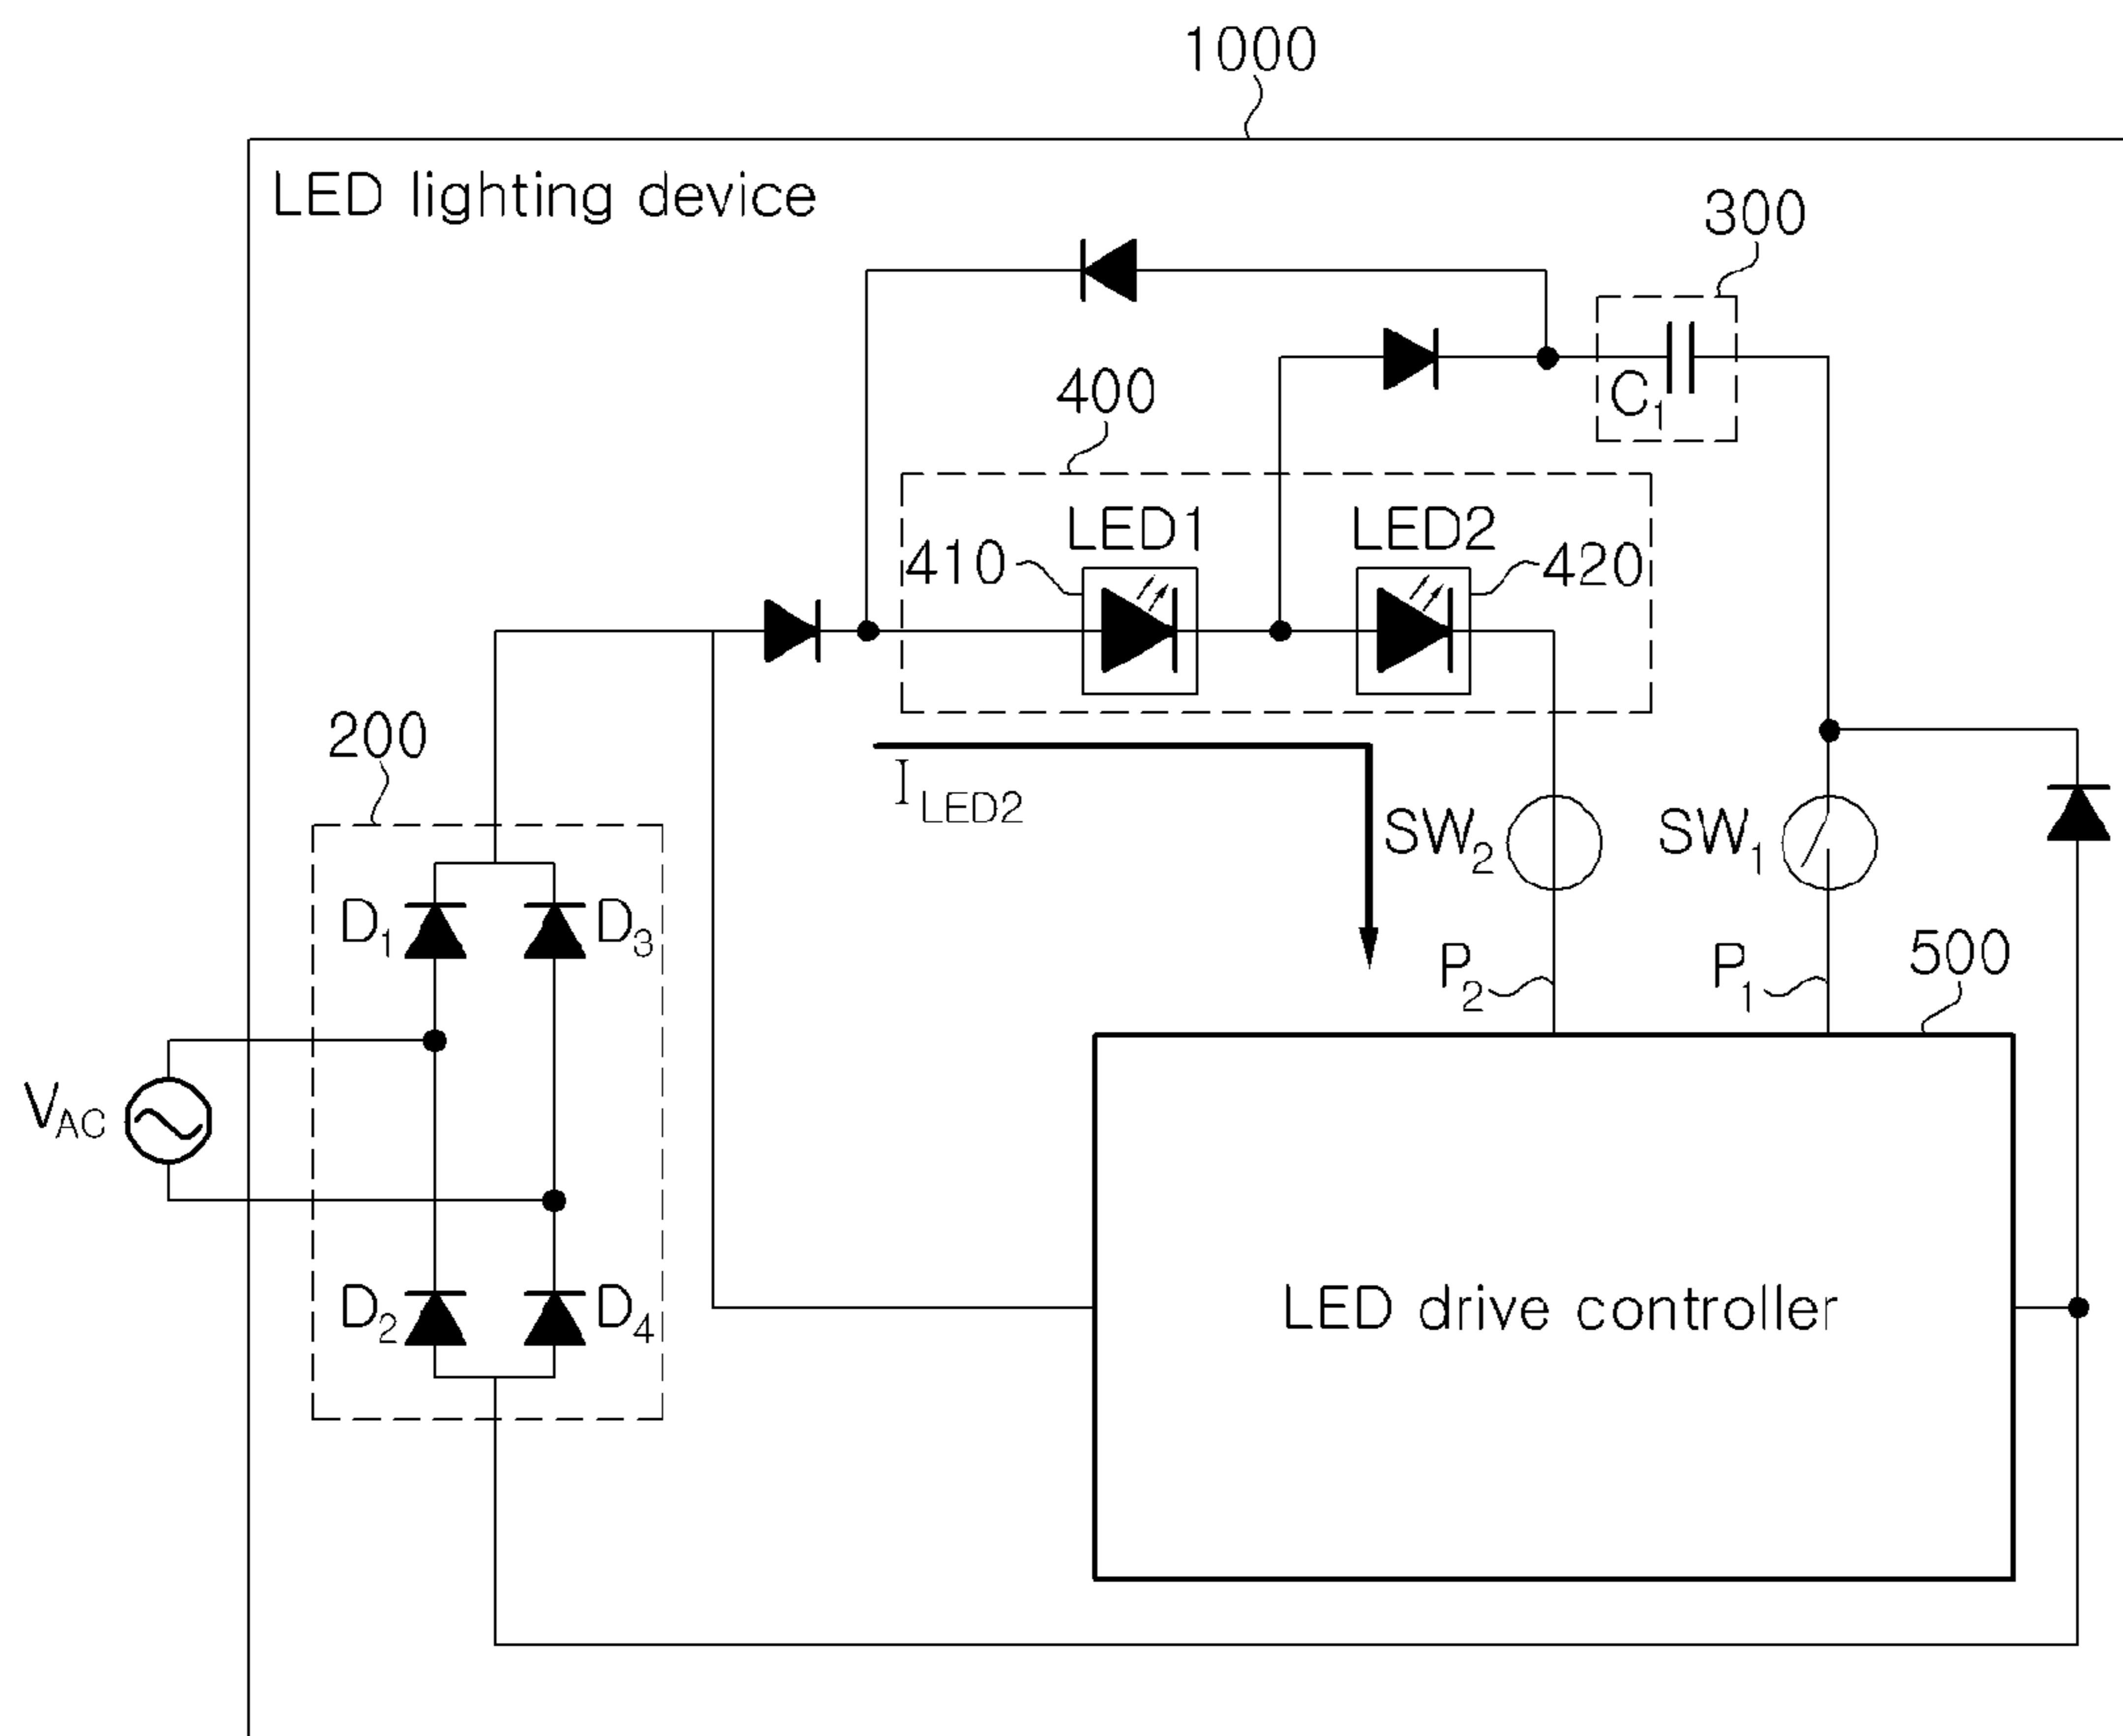 1000
LED lighting device
300
C1
400
LED1
LED2
410
420
200
ILED2
SW2
SW1
D1
D3
P2
P1
500
VAC
D2
D4
LED drive controller